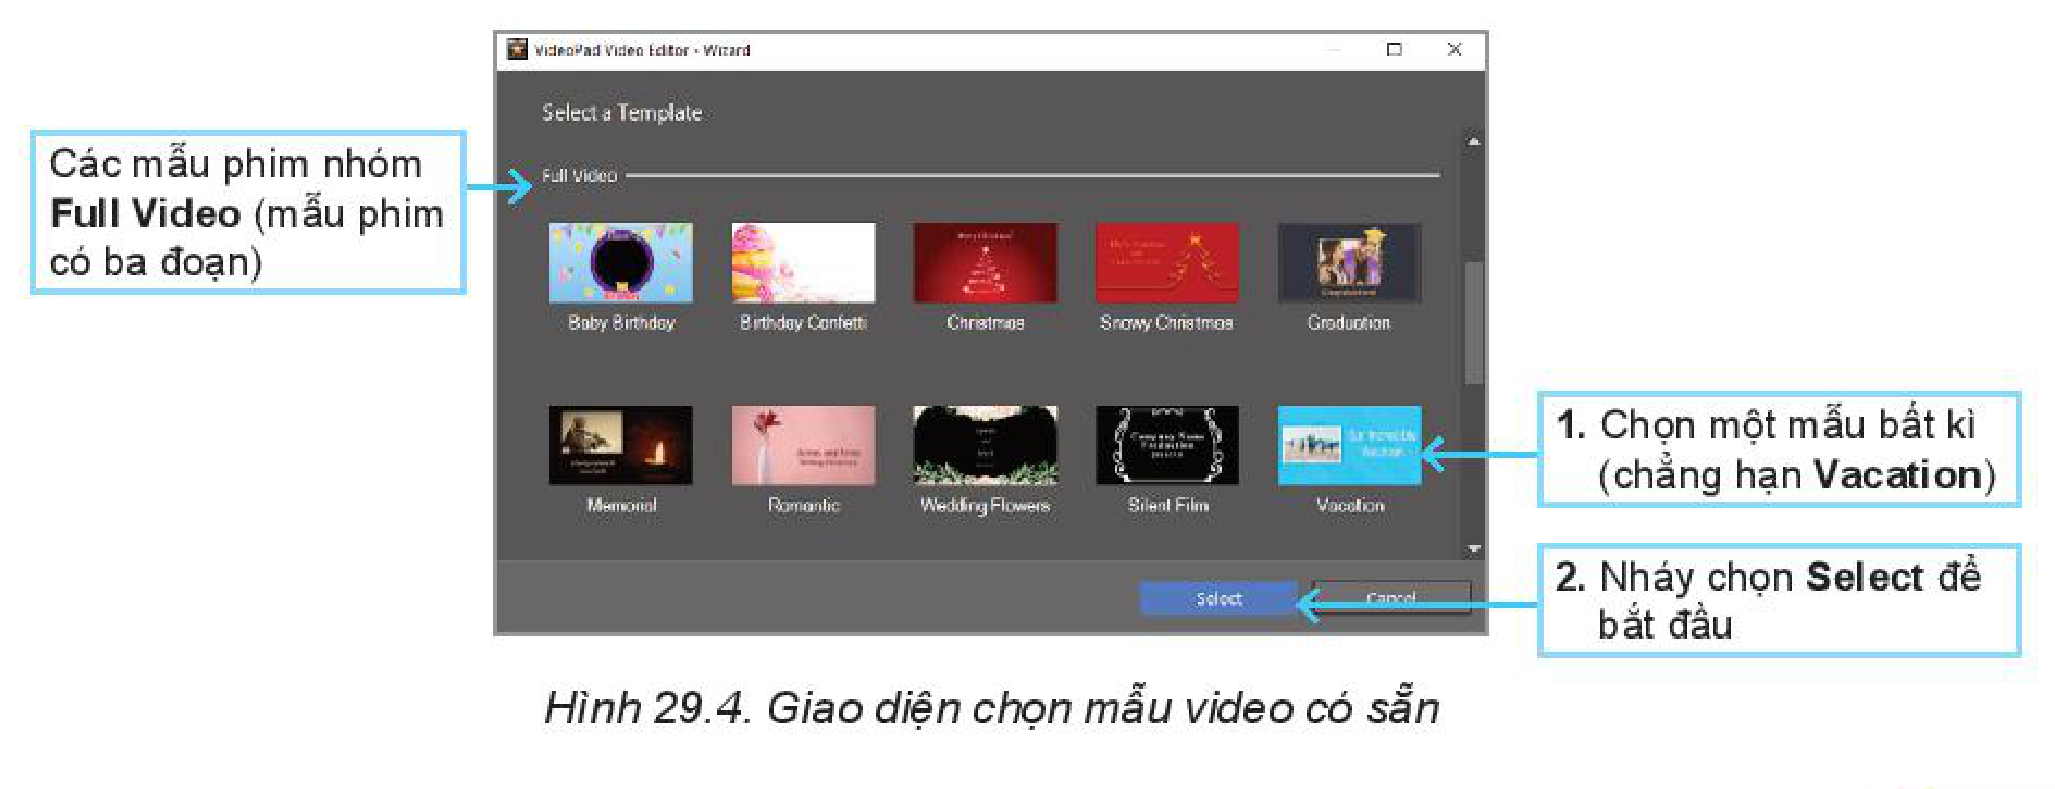 VideoPad Video Editor - Wizard
Select a Template
Các mẫu phim nhóm
Full Video (mẫu phim
có ba đoạn)
Full Video
Baby Birthday
Birthday Confetti
Christmas
Snowy Christmas
Graduation
Memorial
Romantic
Wedding Flowers
Silent Film
Vacation
1. Chọn một mẫu bất kì
(chẳng hạn Vacation)
Select
Cancel
2. Nháy chọn Select để
bắt đầu
Hình 29.4. Giao diện chọn mẫu video có sẵn